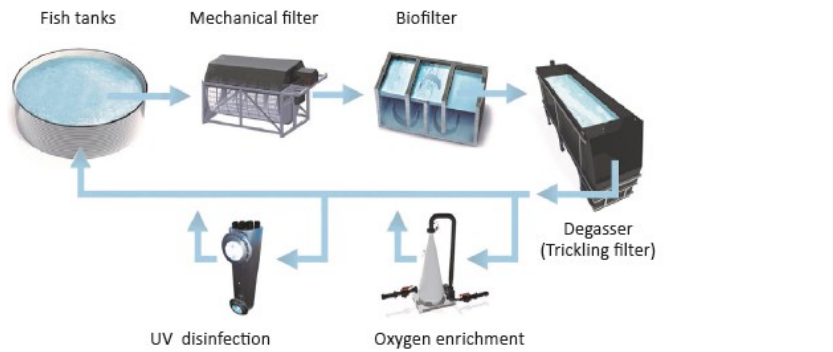 Fish tanks
Mechanical filter
Biofilter
Degasser
(Trickling filter)
UV disinfection
Oxygen enrichment